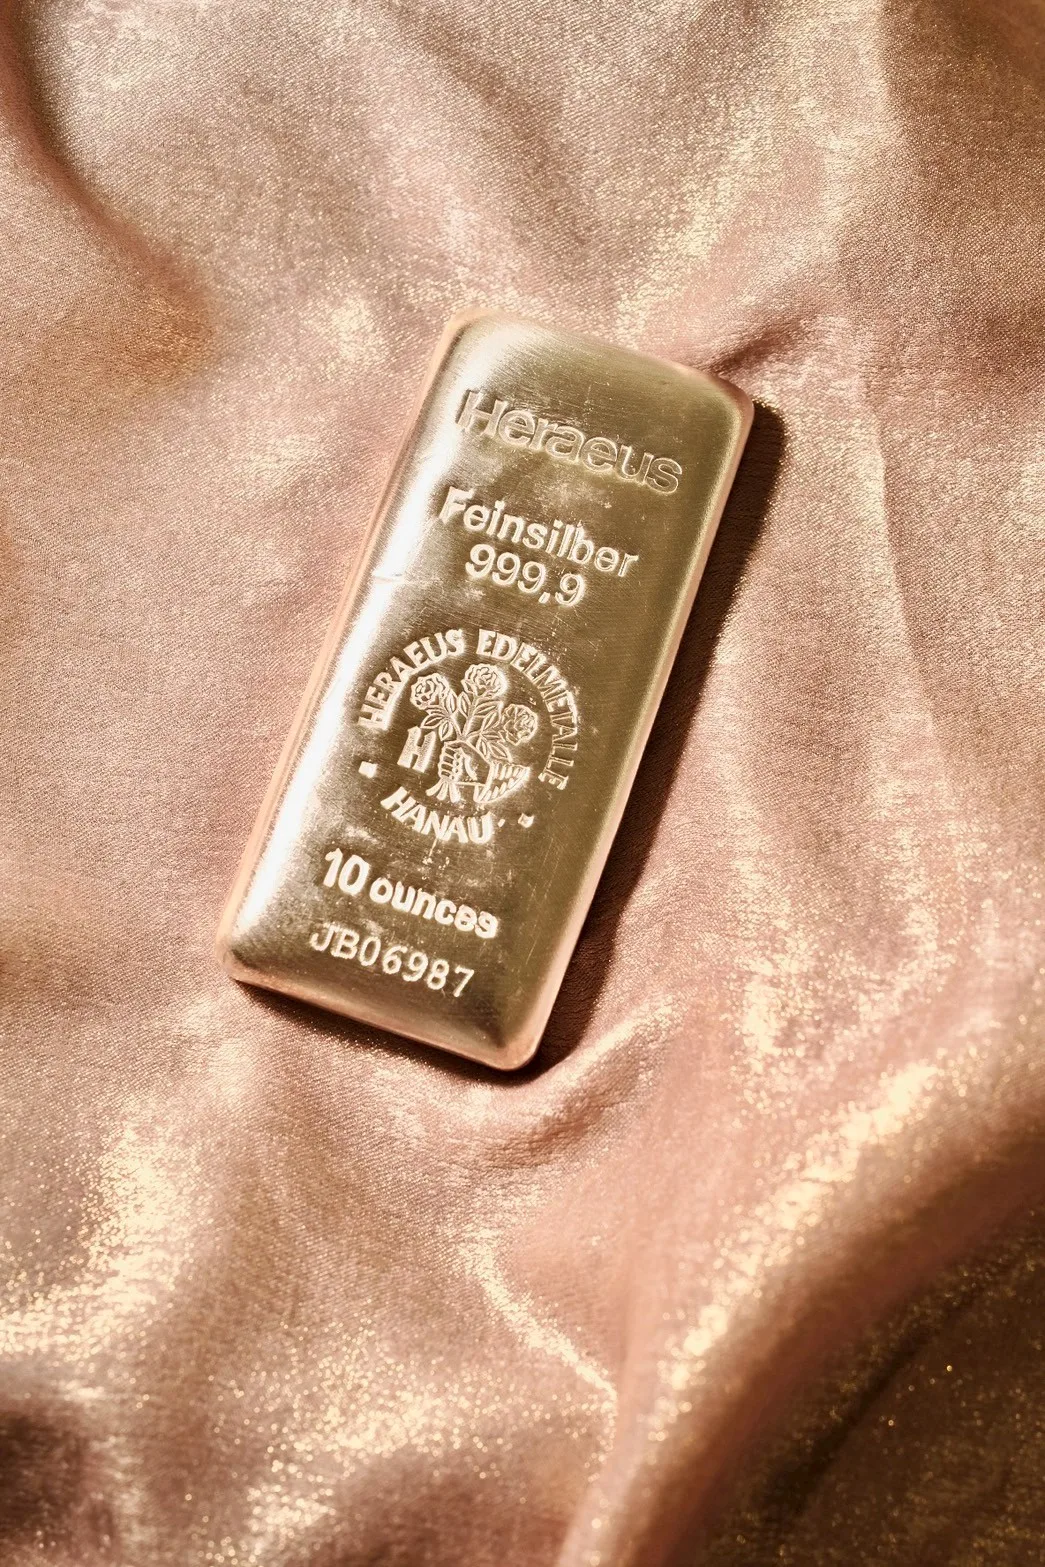 Heraeus
Feinsilber
999,9
HERAEUS EDELMETALLE
H
HANAU
10 ounces
JB06987